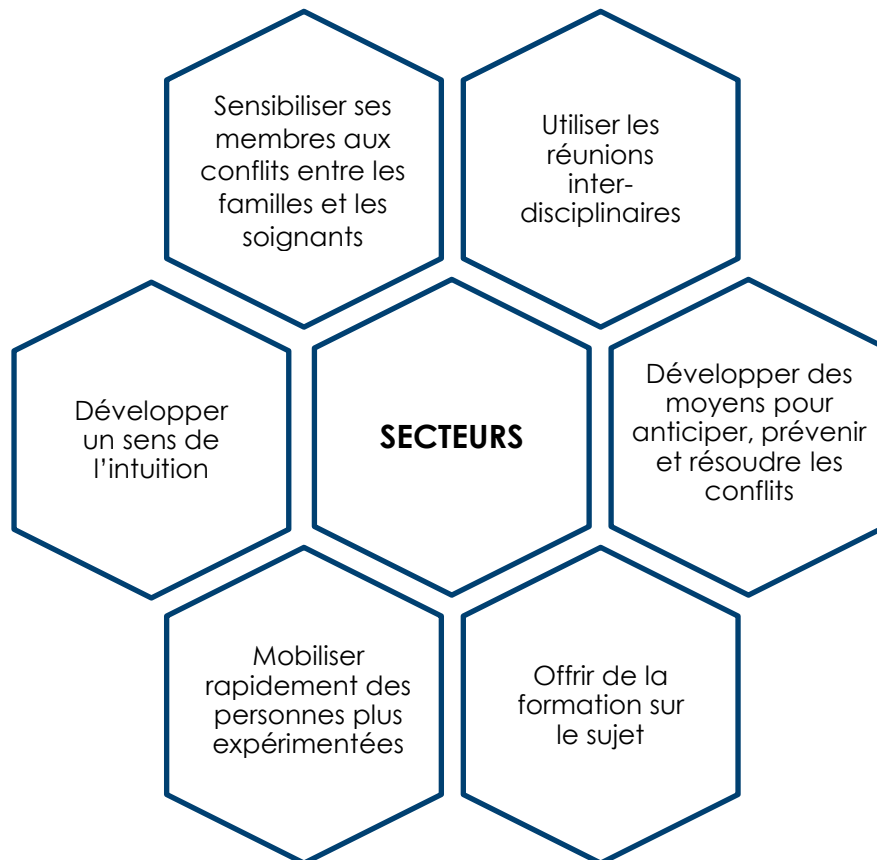 Sensibiliser ses
membres aux
conflits entre les
familles et les
soignants
Utiliser les
réunions
inter-
disciplinaires
Développer
un sens de
l'intuition
SECTEURS
Développer des
moyens pour
anticiper, prévenir
et résoudre les
conflits
Mobiliser
rapidement des
personnes plus
expérimentées
Offrir de la
formation sur
le sujet